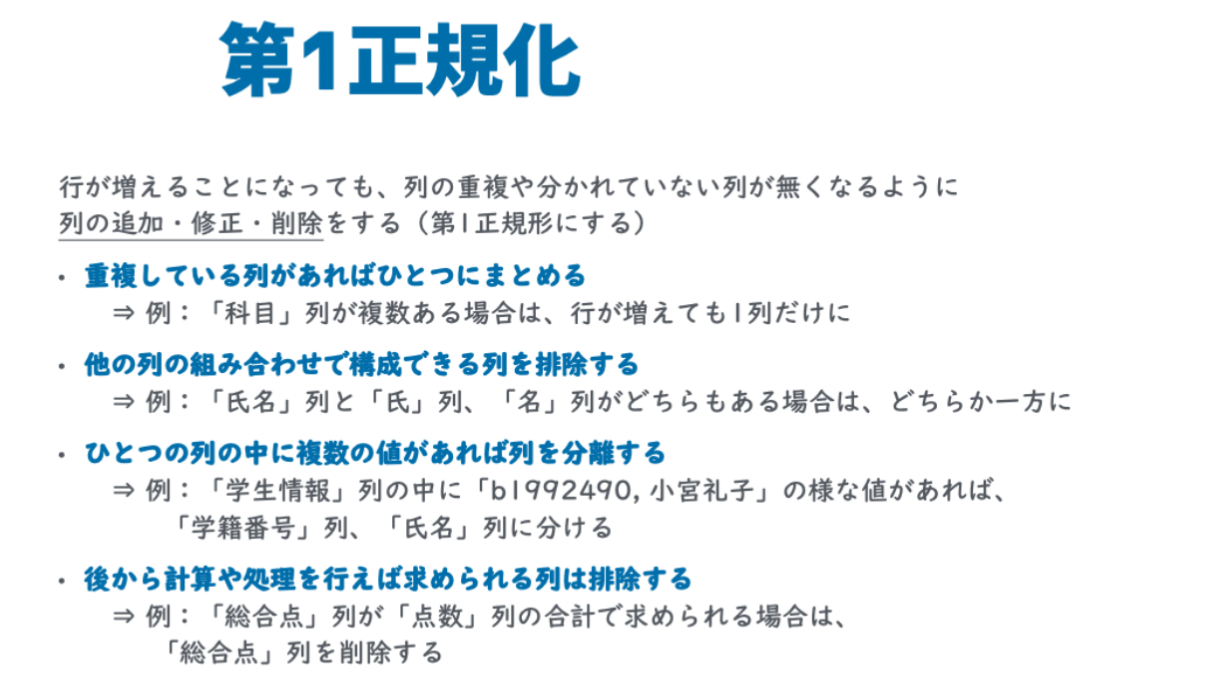 第1正規化
行が増えることになっても、列の重複や分かれていない列が無くなるように
列の追加・修正・削除をする（第1正規形にする）
• 重複している列があればひとつにまとめる
⇒ 例：「科目」列が複数ある場合は、行が増えても1列だけに
• 他の列の組み合わせで構成できる列を排除する
⇒ 例：「氏名」列と「氏」列、「名」列がどちらもある場合は、どちらか一方に
• ひとつの列の中に複数の値があれば列を分離する
⇒ 例：「学生情報」列の中に「b1992490, 小宮礼子」の様な値があれば、
「学籍番号」列、「氏名」列に分ける
• 後から計算や処理を行えば求められる列は排除する
⇒ 例：「総合点」列が「点数」列の合計で求められる場合は、
「総合点」列を削除する